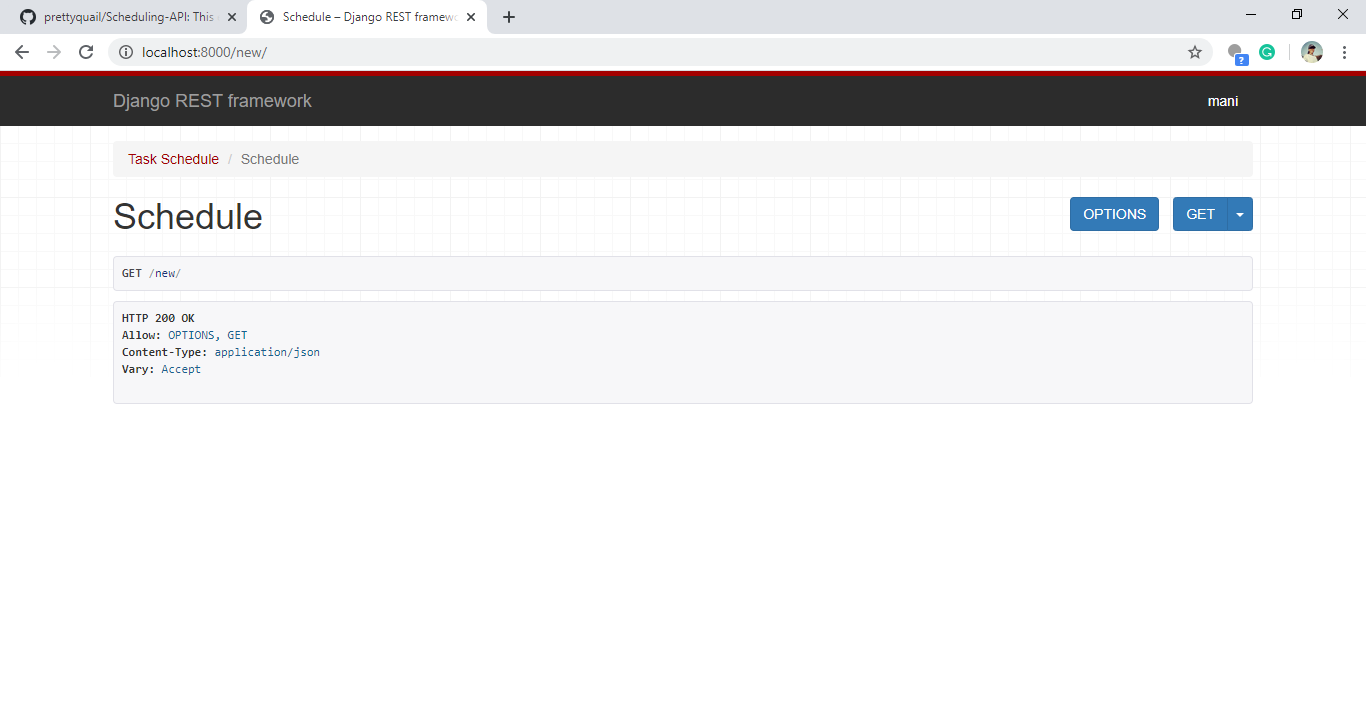 prettyquail/Scheduling-API: This
Schedule – Django REST framewo
localhost:8000/new/
Django REST framework
mani
Task Schedule / Schedule
Schedule
OPTIONS
GET
GET /new/
HTTP 200 OK
Allow: OPTIONS, GET
Content-Type: application/json
Vary: Accept